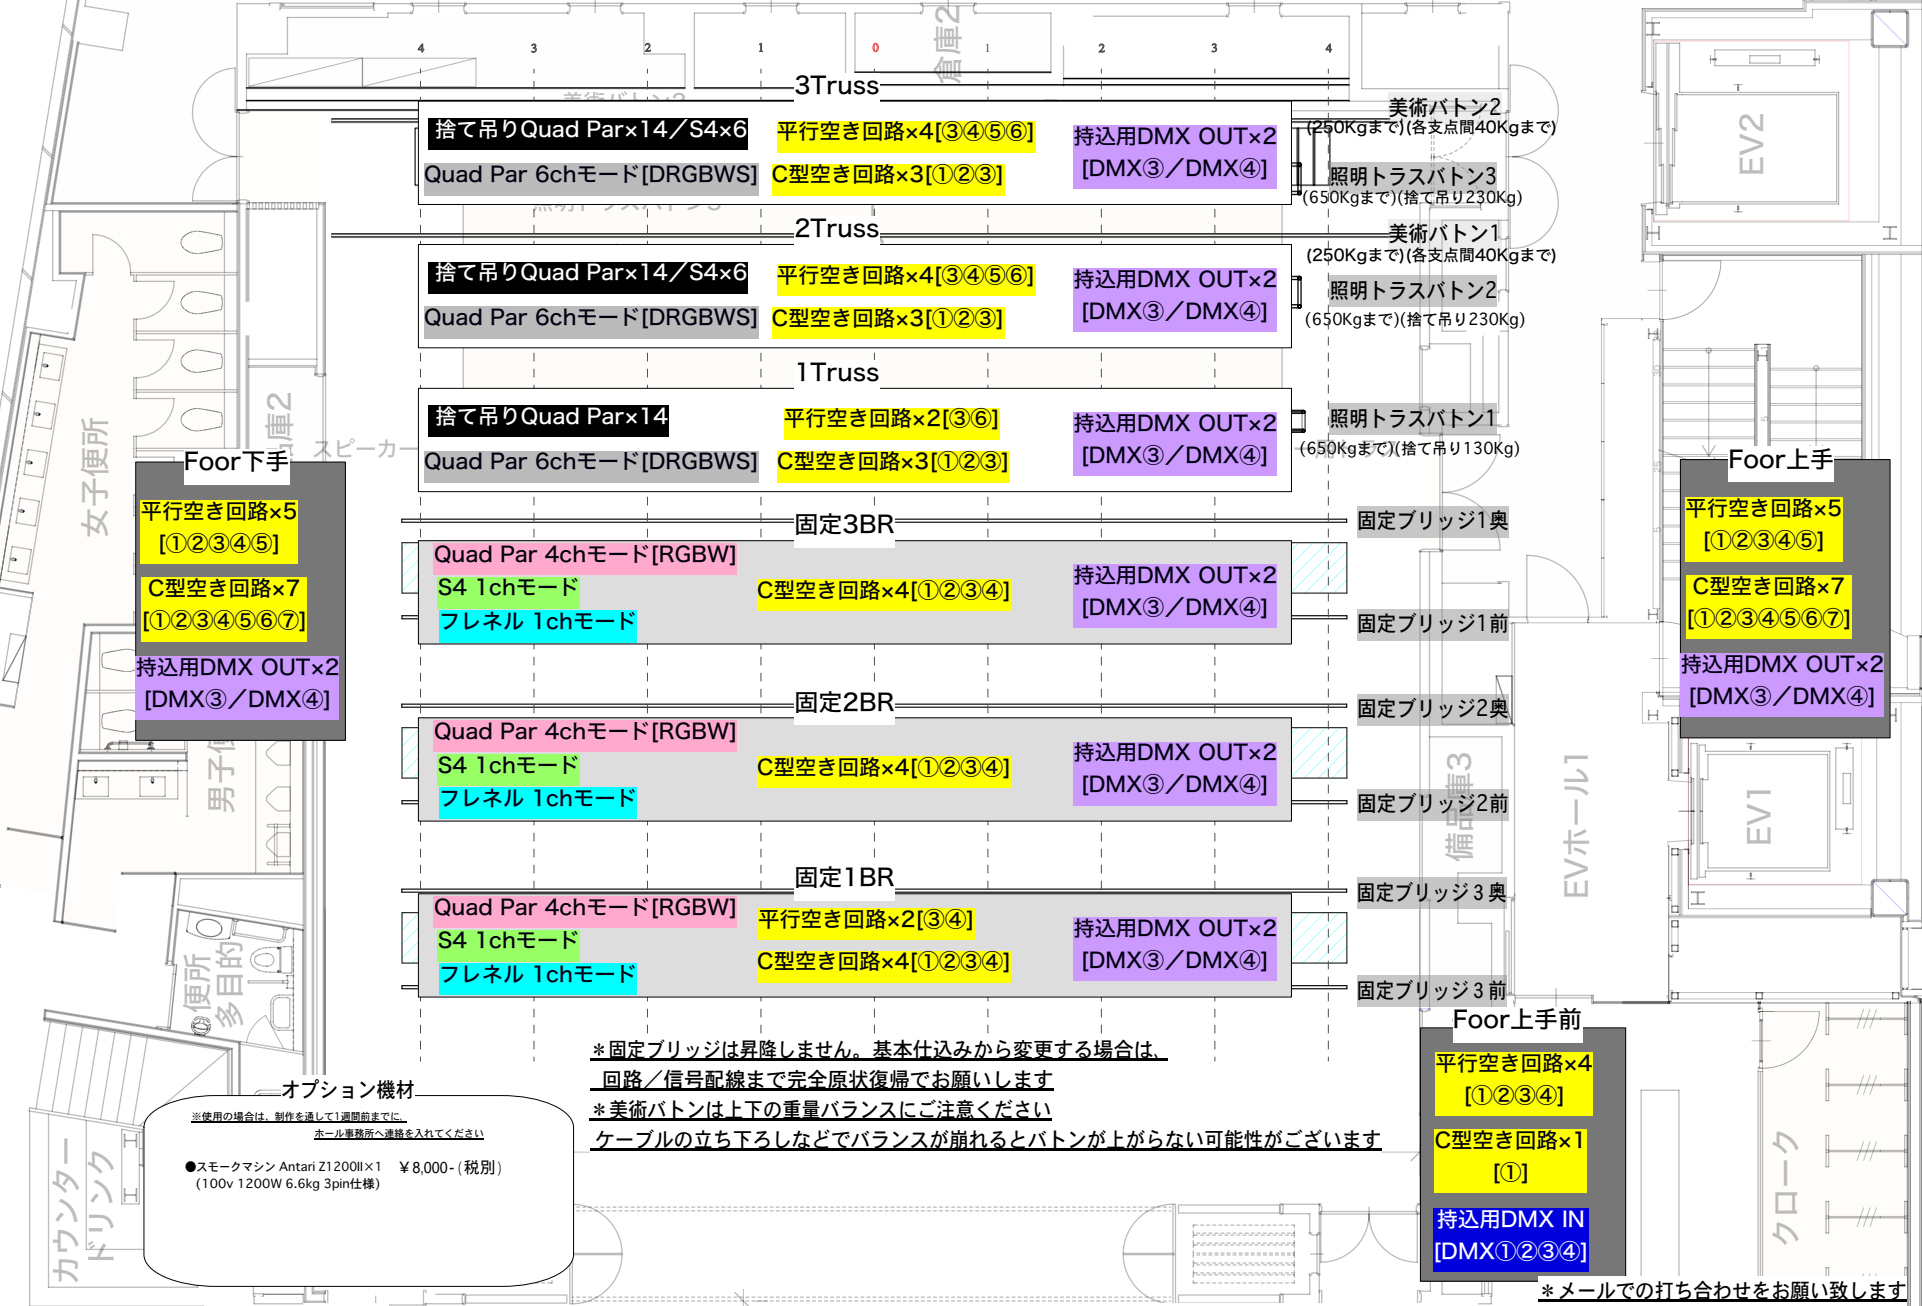 4 3 2 1 0 1 2 3 4
倉庫2
3Truss
捨て吊りQuad Par×14／S4×6
平行空き回路×4[③④⑤⑥]
持込用DMX OUT×2
[DMX③／DMX④]
Quad Par 6chモード[DRGBWS]
C型空き回路×3[①②③]
美術バトン2
(250Kgまで)(各支点間40Kgまで)
照明トラスバトン3
(650Kgまで)(捨て吊り230Kg)
EV2
2Truss
捨て吊りQuad Par×14／S4×6
平行空き回路×4[③④⑤⑥]
持込用DMX OUT×2
[DMX③／DMX④]
Quad Par 6chモード[DRGBWS]
C型空き回路×3[①②③]
美術バトン1
(250Kgまで)(各支点間40Kgまで)
照明トラスバトン2
(650Kgまで)(捨て吊り230Kg)
1Truss
捨て吊りQuad Par×14
平行空き回路×2[③⑥]
持込用DMX OUT×2
[DMX③／DMX④]
Quad Par 6chモード[DRGBWS]
C型空き回路×3[①②③]
照明トラスバトン1
(650Kgまで)(捨て吊り130Kg)
女子便所
庫2
スピーカー
Foor下手
平行空き回路×5
[①②③④⑤]
C型空き回路×7
[①②③④⑤⑥⑦]
持込用DMX OUT×2
[DMX③／DMX④]
Foor上手
平行空き回路×5
[①②③④⑤]
C型空き回路×7
[①②③④⑤⑥⑦]
持込用DMX OUT×2
[DMX③／DMX④]
固定3BR
Quad Par 4chモード[RGBW]
S4 1chモード
フレネル 1chモード
C型空き回路×4[①②③④]
持込用DMX OUT×2
[DMX③／DMX④]
固定ブリッジ1奥
固定ブリッジ1前
固定2BR
Quad Par 4chモード[RGBW]
S4 1chモード
フレネル 1chモード
C型空き回路×4[①②③④]
持込用DMX OUT×2
[DMX③／DMX④]
固定ブリッジ2奥
固定ブリッジ2前
男子便
備品庫3
EVホール1
EV1
固定1BR
Quad Par 4chモード[RGBW]
S4 1chモード
フレネル 1chモード
平行空き回路×2[③④]
C型空き回路×4[①②③④]
持込用DMX OUT×2
[DMX③／DMX④]
固定ブリッジ３奥
固定ブリッジ３前
多目的
便所
＊固定ブリッジは昇降しません。基本仕込みから変更する場合は、
回路／信号配線まで完全原状復帰でお願いします
＊美術バトンは上下の重量バランスにご注意ください
ケーブルの立ち下ろしなどでバランスが崩れるとバトンが上がらない可能性がございます
オプション機材
※使用の場合は、制作を通して1週間前までに、
ホール事務所へ連絡を入れてください
●スモークマシン Antari Z1200II×1　￥8,000-(税別)
(100v 1200W 6.6kg 3pin仕様)
ドリンク
カウンター
Foor上手前
平行空き回路×4
[①②③④]
C型空き回路×1
[①]
持込用DMX IN
[DMX①②③④]
クローク
＊メールでの打ち合わせをお願い致します